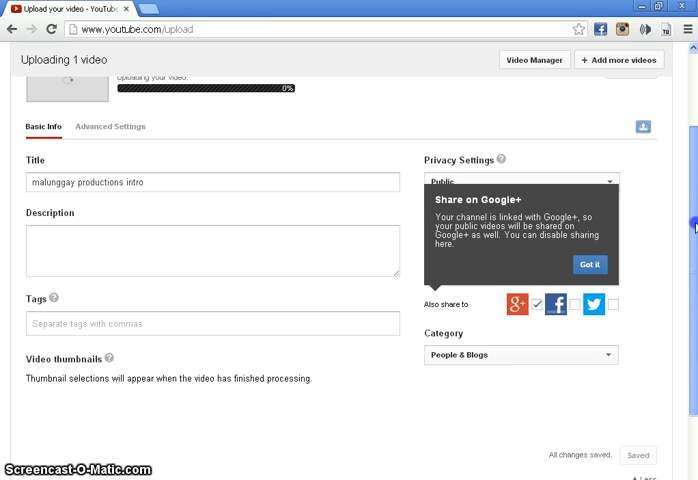 Upload your video - YouTube
www.youtube.com/upload
Uploading 1 video
Video Manager
+ Add more videos
Uploading your video.
0%
Basic Info
Advanced Settings
Title
malunggay productions intro
Description
Tags
Separate tags with commas
Video thumbnails
Thumbnail selections will appear when the video has finished processing.
Privacy Settings
Public
Share on Google+
Your channel is linked with Google+, so
your public videos will be shared on
Google+ as well. You can disable sharing
here.
Got it
Also share to
Category
People & Blogs
All changes saved.
Saved
Less
Screencast-O-Matic.com